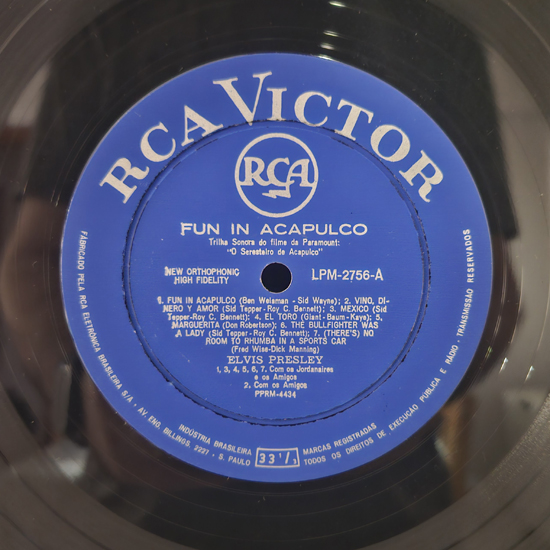 RCA VICTOR
RCA
FUN IN ACAPULCO
Trilha Sonora do filme da Paramount:
"O Seresteiro de Acapulco"
NEW ORTHOPHONIC
HIGH FIDELITY
LPM-2756-A
1. FUN IN ACAPULCO (Ben Weisman - Sid Wayne); 2. VINO, DI-
NERO Y AMOR (Sid Tepper-Roy C. Bennett); 3. MEXICO (Sid
Tepper-Roy C. Bennett); 4. EL TORO (Giant-Baum-Kaye); 5.
MARGUERITA (Don Robertson); 6. THE BULLFIGHTER WAS
A LADY (Sid Tepper - Roy C. Bennett); 7. (THERE'S) NO
ROOM TO RHUMBA IN A SPORTS CAR
(Fred Wise-Dick Manning)
ELVIS PRESLEY
1, 3, 4, 5, 6, 7. Com os Jordanaires
e os Amigos
2. Com os Amigos
PPRM-4434
FABRICADO PELA RCA ELETRÔNICA BRASILEIRA S/A - AV. ENG. BILLINGS, 2227 - S. PAULO
INDÚSTRIA BRASILEIRA
33 1/3
MARCAS REGISTRADAS
TODOS OS DIREITOS DE EXECUÇÃO PÚBLICA E RÁDIO - TRANSMISSÃO RESERVADOS